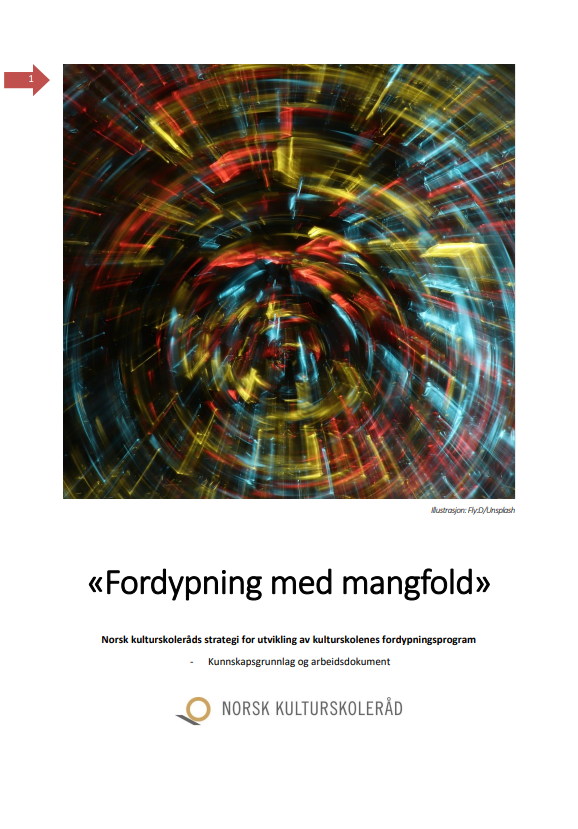 1
Illustrasjon: Fly:D/Unsplash
«Fordypning med mangfold»
Norsk kulturskoleråds strategi for utvikling av kulturskolenes fordypningsprogram
- Kunnskapsgrunnlag og arbeidsdokument
NORSK KULTURSKOLERÅD